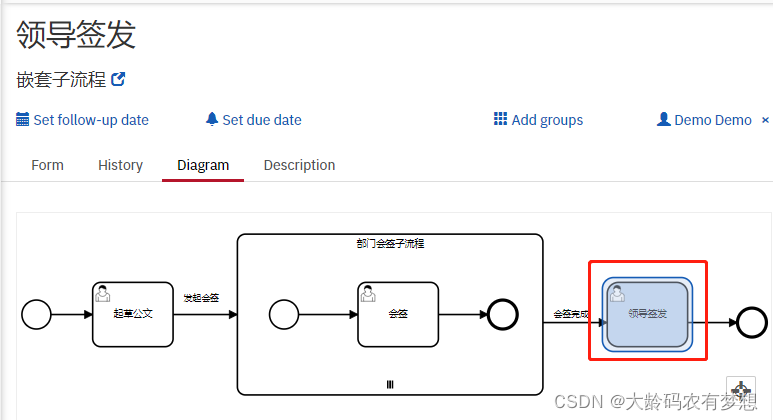 领导签发
嵌套子流程
Set follow-up date
Set due date
Add groups
Demo Demo ×
Form
History
Diagram
Description
部门会签子流程
起草公文
发起会签
会签
会签完成
领导签发
CSDN @大龄码农有梦想